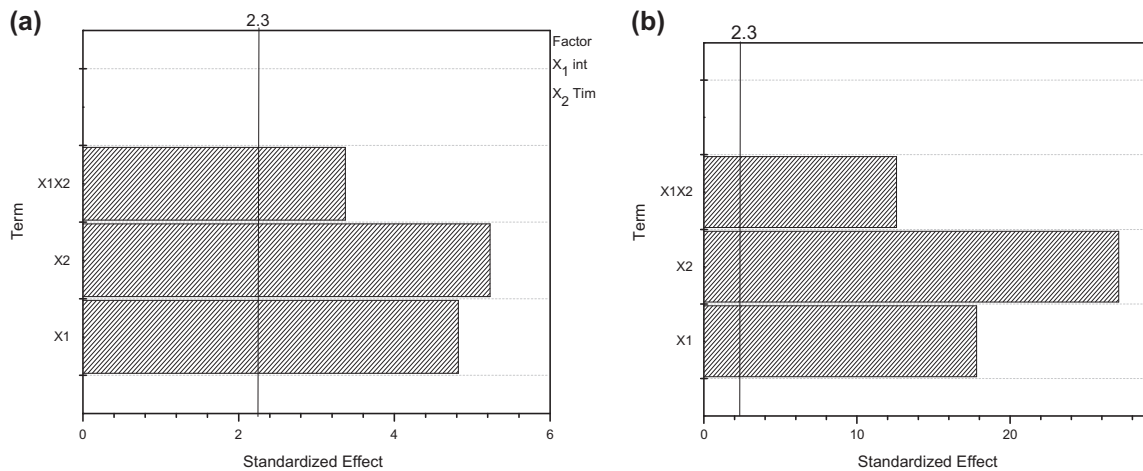 (a)
2.3
Factor
X1 int
X2 Tim
X1X2
X2
X1
Term
0 2 4 6
Standardized Effect
(b)
2.3
X1X2
X2
X1
Term
0 10 20
Standardized Effect